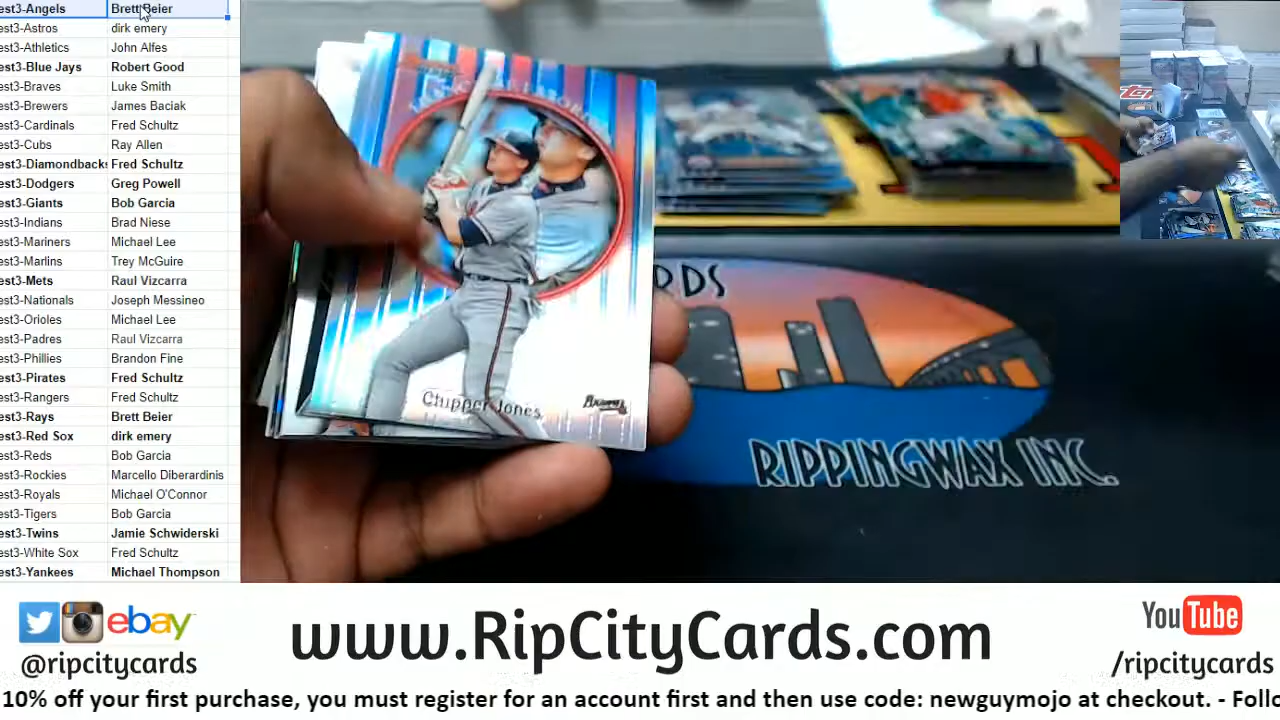 est3-Angels Brett Beier
est3-Astros dirk emery
est3-Athletics John Alfes
est3-Blue Jays Robert Good
est3-Braves Luke Smith
est3-Brewers James Baciak
est3-Cardinals Fred Schultz
est3-Cubs Ray Allen
est3-Diamondbacks Fred Schultz
est3-Dodgers Greg Powell
est3-Giants Bob Garcia
est3-Indians Brad Niese
est3-Mariners Michael Lee
est3-Marlins Trey McGuire
est3-Mets Raul Vizcarra
est3-Nationals Joseph Messineo
est3-Orioles Michael Lee
est3-Padres Raul Vizcarra
est3-Phillies Brandon Fine
est3-Pirates Fred Schultz
est3-Rangers Fred Schultz
est3-Rays Brett Beier
est3-Red Sox dirk emery
est3-Reds Bob Garcia
est3-Rockies Marcello Diberardinis
est3-Royals Michael O'Connor
est3-Tigers Bob Garcia
est3-Twins Jamie Schwiderski
est3-White Sox Fred Schultz
est3-Yankees Michael Thompson
Chipper Jones
RDS
RIPPINGWAX INC.
ebay
@ripcitycards
www.RipCityCards.com
YouTube
/ripcitycards
10% off your first purchase, you must register for an account first and then use code: newguymojo at checkout. - Follo